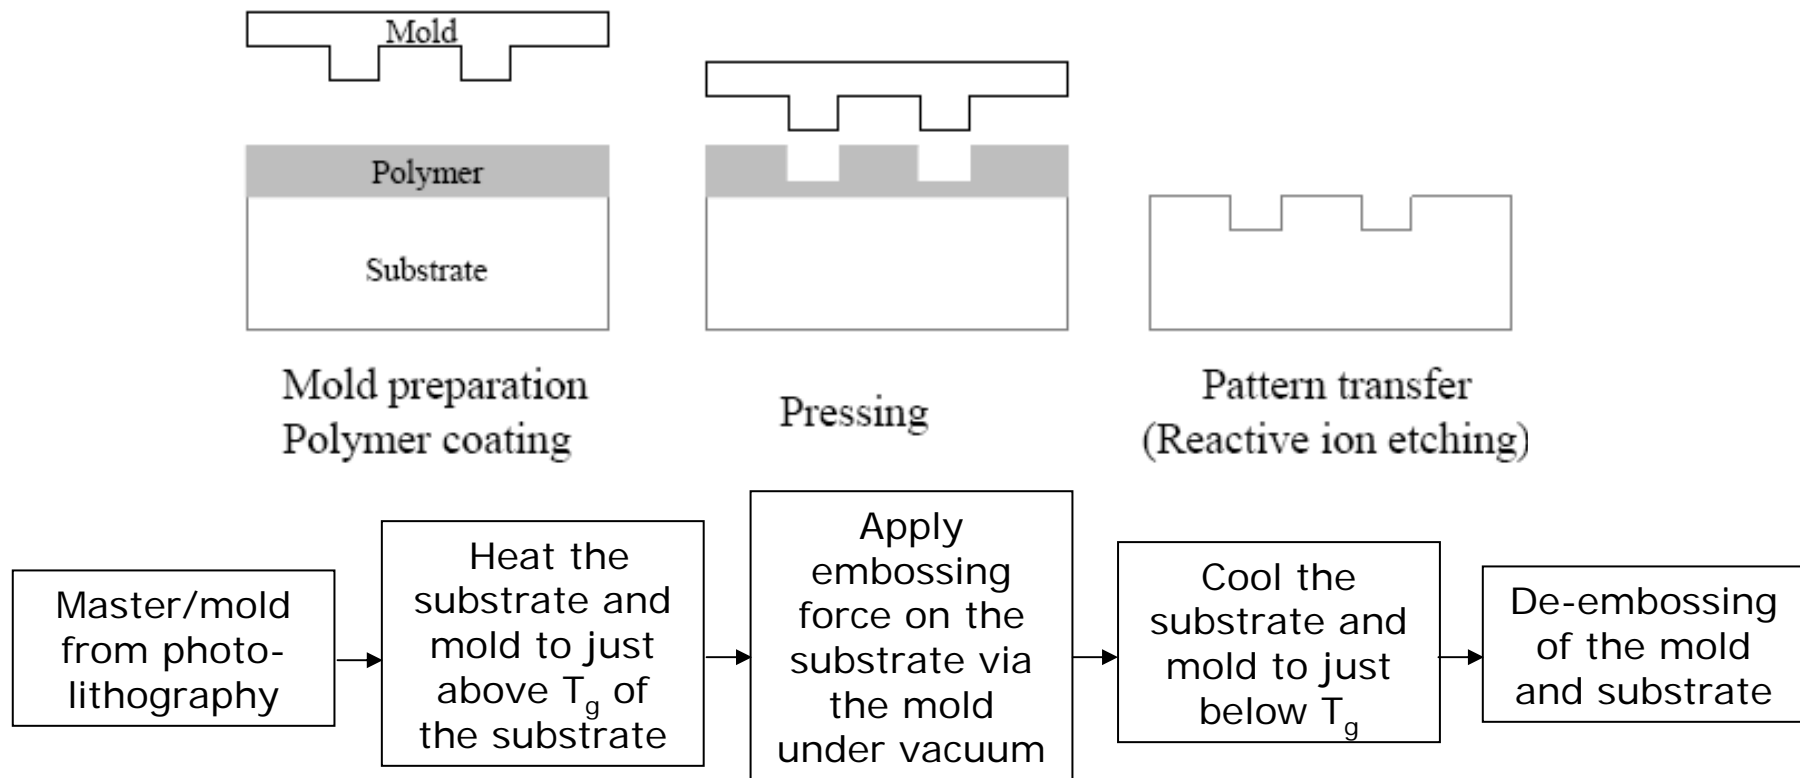 Mold
Polymer
Substrate
Mold preparation
Polymer coating
Pressing
Pattern transfer
(Reactive ion etching)
Master/mold
from photo-
lithography
Heat the
substrate and
mold to just
above Tg of
the substrate
Apply
embossing
force on the
substrate via
the mold
under vacuum
Cool the
substrate and
mold to just
below Tg
De-embossing
of the mold
and substrate